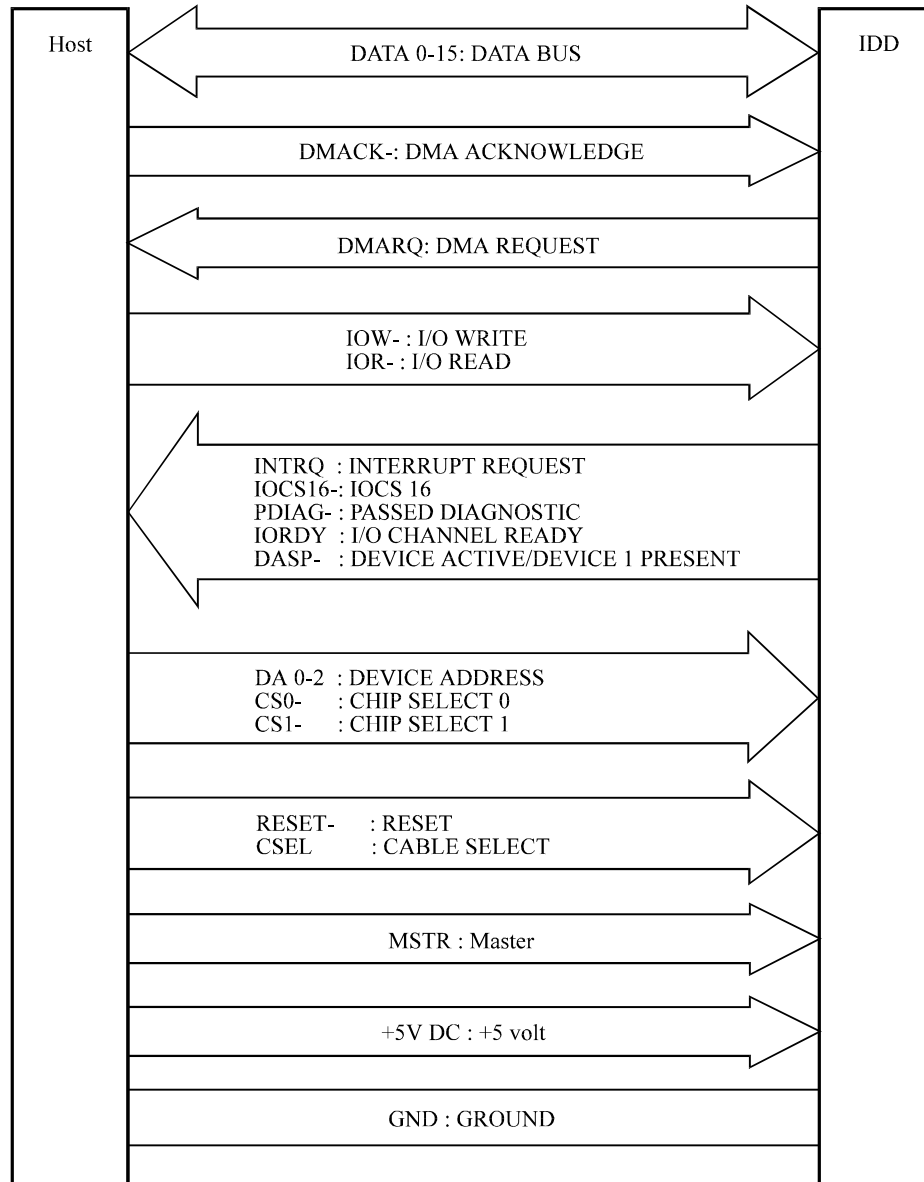 Host
IDD
DATA 0-15: DATA BUS
DMACK-: DMA ACKNOWLEDGE
DMARQ: DMA REQUEST
IOW- : I/O WRITE
IOR- : I/O READ
INTRQ : INTERRUPT REQUEST
IOCS16-: IOCS 16
PDIAG- : PASSED DIAGNOSTIC
IORDY : I/O CHANNEL READY
DASP- : DEVICE ACTIVE/DEVICE 1 PRESENT
DA 0-2 : DEVICE ADDRESS
CS0- : CHIP SELECT 0
CS1- : CHIP SELECT 1
RESET- : RESET
CSEL : CABLE SELECT
MSTR : Master
+5V DC : +5 volt
GND : GROUND